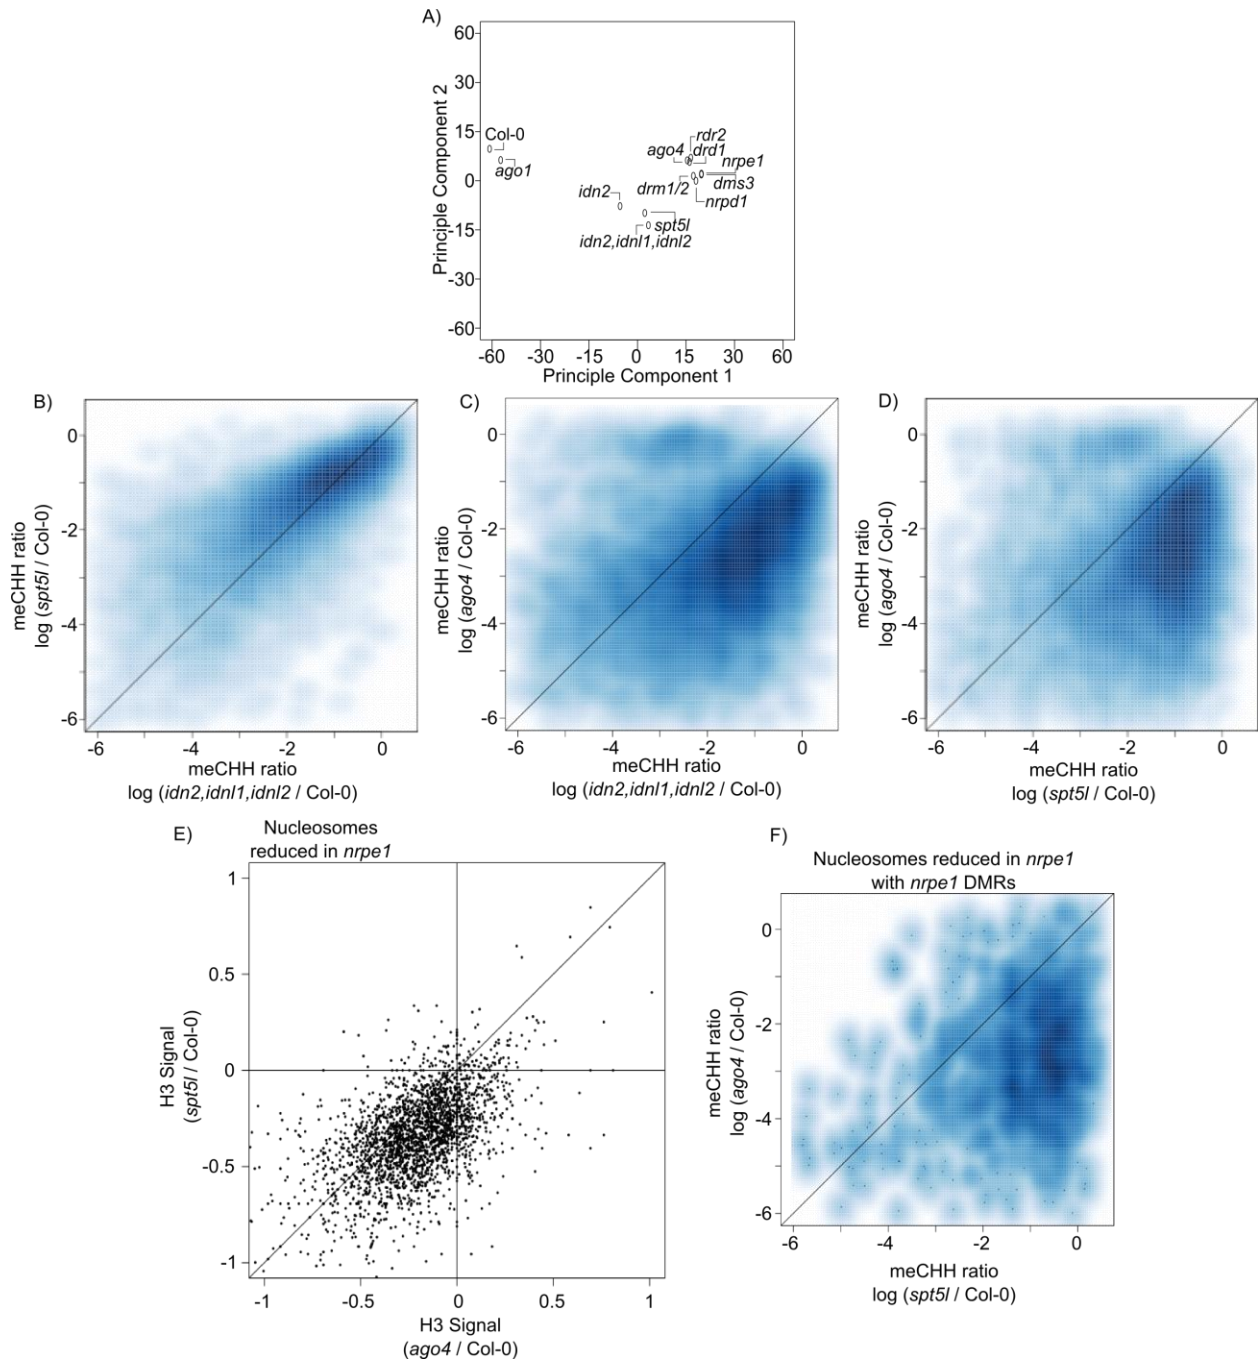 A)
60
30
15
0
-15
-30
-60
Principle Component 2
Col-0
ago1
idn2
ago4
rdr2
drd1
nrpe1
drm1/2
dms3
nrpd1
spt5l
idn2,idnl1,idnl2
-60 -30 -15 0 15 30 60
Principle Component 1
B)
meCHH ratio
log (spt5l / Col-0)
0
-2
-4
-6
-6 -4 -2 0
meCHH ratio
log (idn2,idnl1,idnl2 / Col-0)
C)
meCHH ratio
log (ago4 / Col-0)
0
-2
-4
-6
-6 -4 -2 0
meCHH ratio
log (idn2,idnl1,idnl2 / Col-0)
D)
meCHH ratio
log (ago4 / Col-0)
0
-2
-4
-6
-6 -4 -2 0
meCHH ratio
log (spt5l / Col-0)
E)
Nucleosomes
reduced in nrpe1
H3 Signal
(spt5l / Col-0)
1
0.5
0
-0.5
-1
-1 -0.5 0 0.5 1
H3 Signal
(ago4 / Col-0)
F)
Nucleosomes reduced in nrpe1
with nrpe1 DMRs
meCHH ratio
log (ago4 / Col-0)
0
-2
-4
-6
-6 -4 -2 0
meCHH ratio
log (spt5l / Col-0)